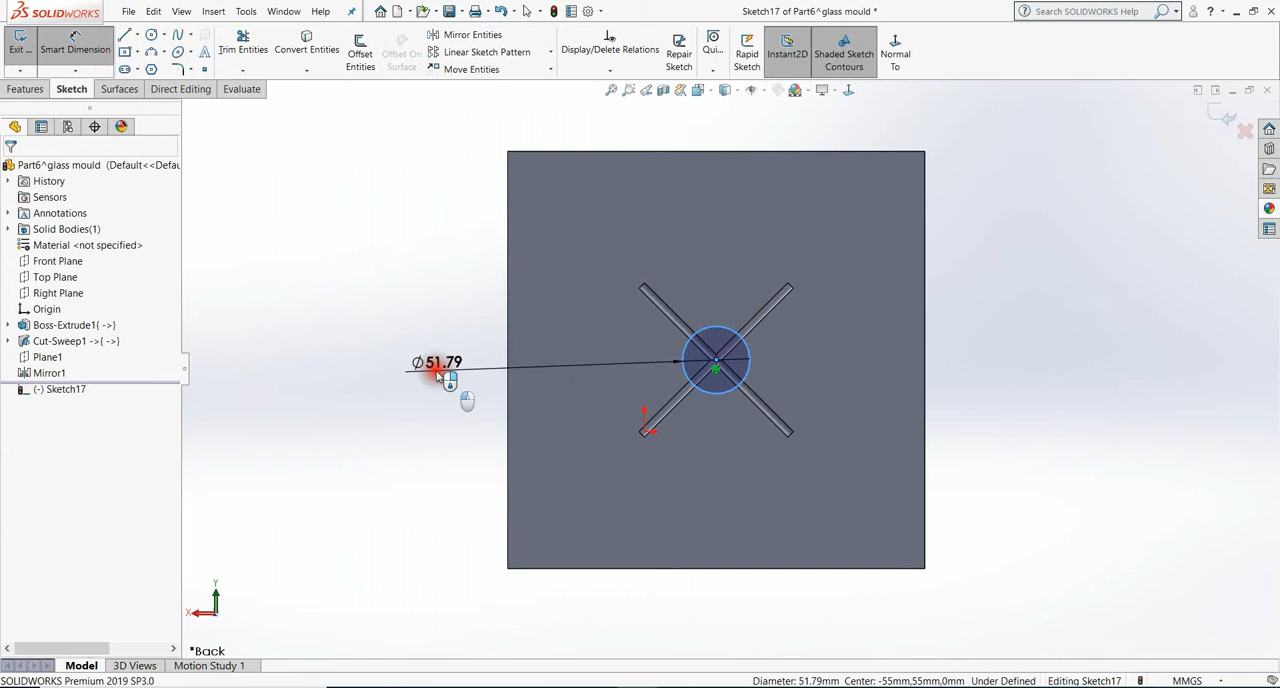 SOLIDWORKS File Edit View Insert Tools Window Help Sketch17 of Part6^glass mould * Search SOLIDWORKS Help
Exit ... Smart Dimension Trim Entities Convert Entities Offset Entities Offset On Surface Mirror Entities Linear Sketch Pattern Move Entities Display/Delete Relations Repair Sketch Qui... Rapid Sketch Instant2D Shaded Sketch Contours Normal To
Features Sketch Surfaces Direct Editing Evaluate
Part6^glass mould (Default<<Defau
History
Sensors
Annotations
Solid Bodies(1)
Material <not specified>
Front Plane
Top Plane
Right Plane
Origin
Boss-Extrude1{ ->}
Cut-Sweep1 ->{ ->}
Plane1
Mirror1
(-) Sketch17
∅51.79
Y
X
*Back
Model 3D Views Motion Study 1
SOLIDWORKS Premium 2019 SP3.0 Diameter: 51.79mm Center: -55mm,55mm,0mm Under Defined Editing Sketch17 MMGS